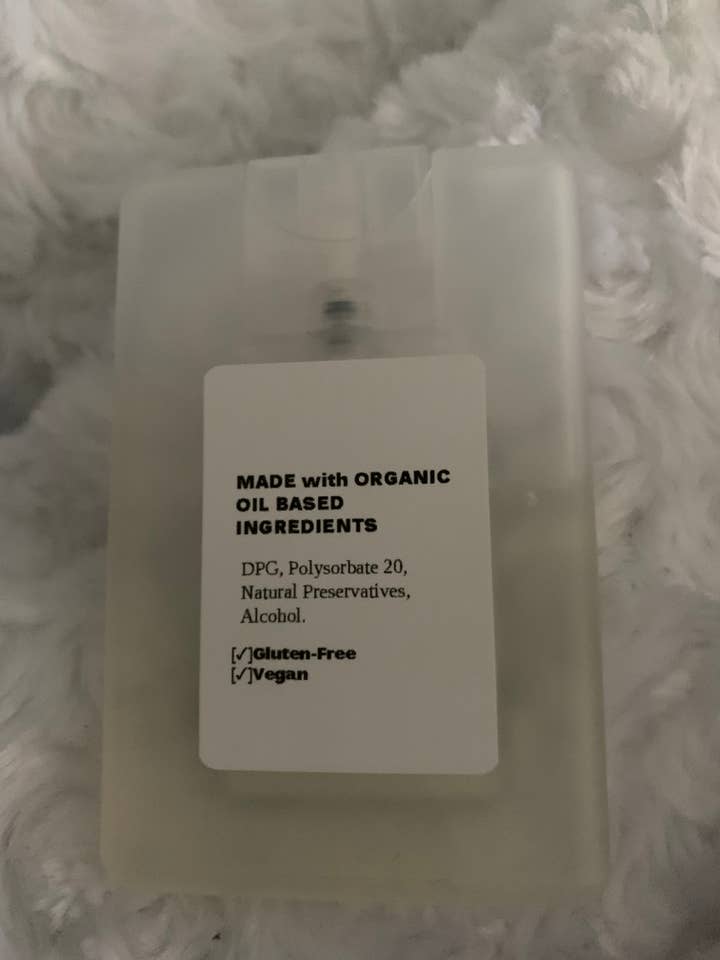 MADE with ORGANIC
OIL BASED
INGREDIENTS
DPG, Polysorbate 20,
Natural Preservatives,
Alcohol.
[✓]Gluten-Free
[✓]Vegan